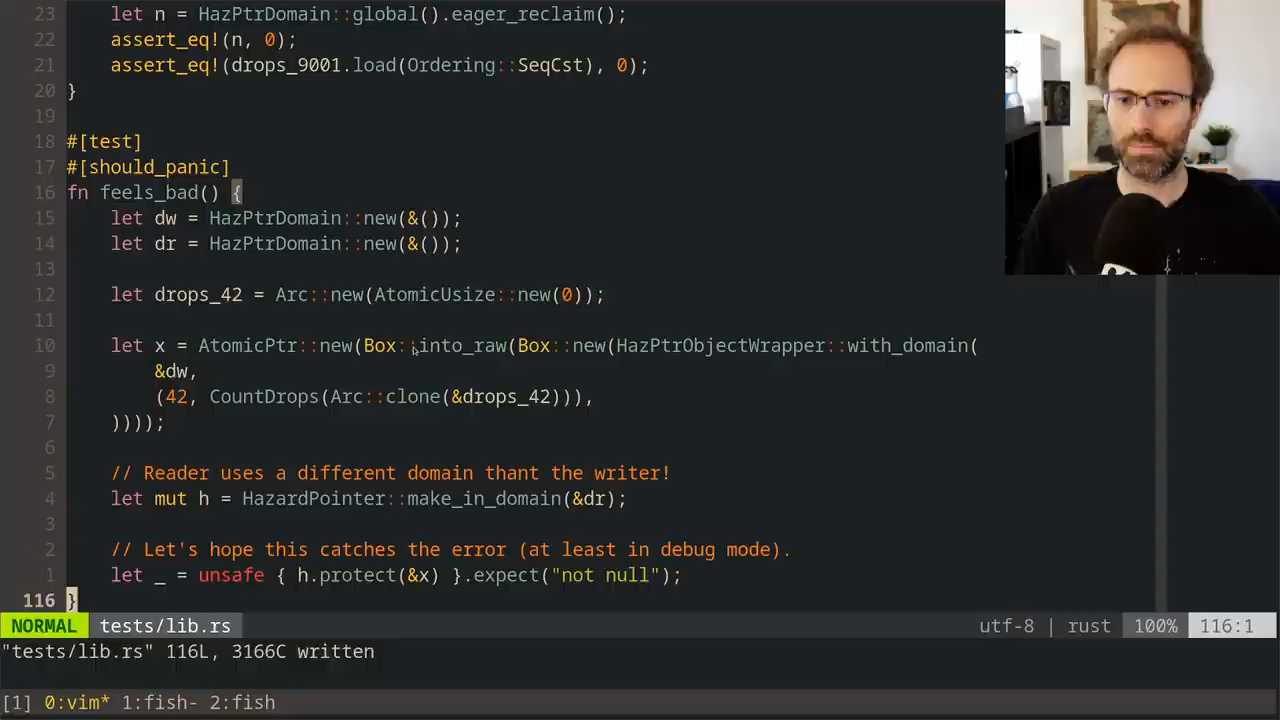 23     let n = HazPtrDomain::global().eager_reclaim();
22     assert_eq!(n, 0);
21     assert_eq!(drops_9001.load(Ordering::SeqCst), 0);
20 }
19
18 #[test]
17 #[should_panic]
16 fn feels_bad() {
15     let dw = HazPtrDomain::new(&());
14     let dr = HazPtrDomain::new(&());
13
12     let drops_42 = Arc::new(AtomicUsize::new(0));
11
10     let x = AtomicPtr::new(Box::into_raw(Box::new(HazPtrObjectWrapper::with_domain(
9         &dw,
8         (42, CountDrops(Arc::clone(&drops_42))),
7     ))));
6
5     // Reader uses a different domain thant the writer!
4     let mut h = HazardPointer::make_in_domain(&dr);
3
2     // Let's hope this catches the error (at least in debug mode).
1     let _ = unsafe { h.protect(&x) }.expect("not null");
116 }
NORMAL tests/lib.rs utf-8 | rust 100% 116:1
"tests/lib.rs" 116L, 3166C written
[1] 0:vim* 1:fish- 2:fish